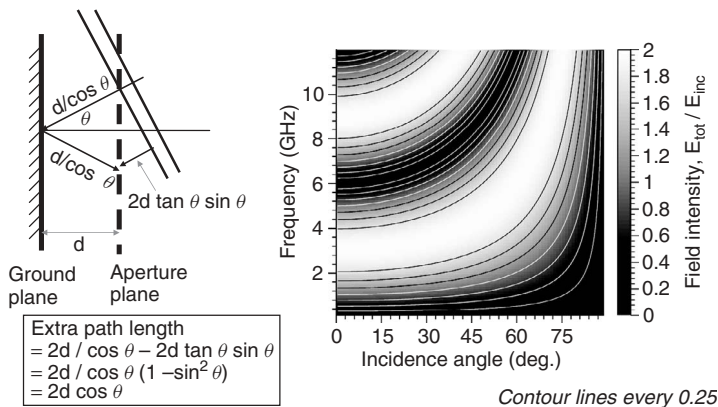 d/cos θ
θ
d/cos θ
θ
2d tan θ sin θ
d
Ground
plane
Aperture
plane
Extra path length
= 2d / cos θ – 2d tan θ sin θ
= 2d / cos θ (1 –sin² θ)
= 2d cos θ
Frequency (GHz)
10
8
6
4
2
0 15 30 45 60 75
Incidence angle (deg.)
2
1.8
1.6
1.4
1.2
1
0.8
0.6
0.4
0.2
0
Field intensity, E_tot / E_inc
Contour lines every 0.25